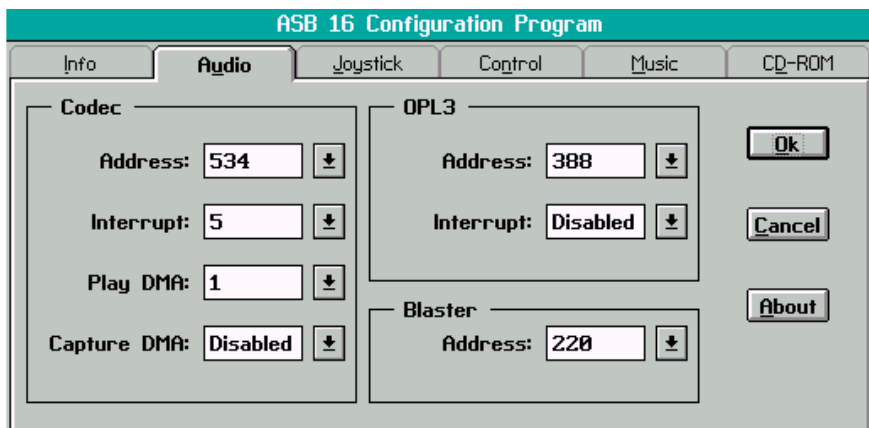 ASB 16 Configuration Program
Info Audio Joystick Control Music CD-ROM
Codec
Address: 534
Interrupt: 5
Play DMA: 1
Capture DMA: Disabled
OPL3
Address: 388
Interrupt: Disabled
Blaster
Address: 220
Ok
Cancel
About